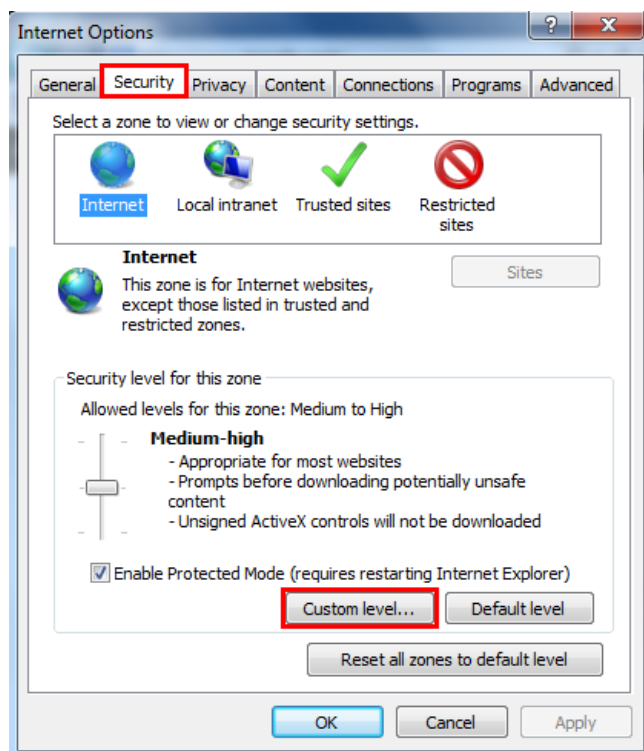 Internet Options
?
X
General Security Privacy Content Connections Programs Advanced
Select a zone to view or change security settings.
Internet Local intranet Trusted sites Restricted
sites
Internet
Sites
This zone is for Internet websites,
except those listed in trusted and
restricted zones.
Security level for this zone
Allowed levels for this zone: Medium to High
Medium-high
- Appropriate for most websites
- Prompts before downloading potentially unsafe
content
- Unsigned ActiveX controls will not be downloaded
Enable Protected Mode (requires restarting Internet Explorer)
Custom level... Default level
Reset all zones to default level
OK Cancel Apply